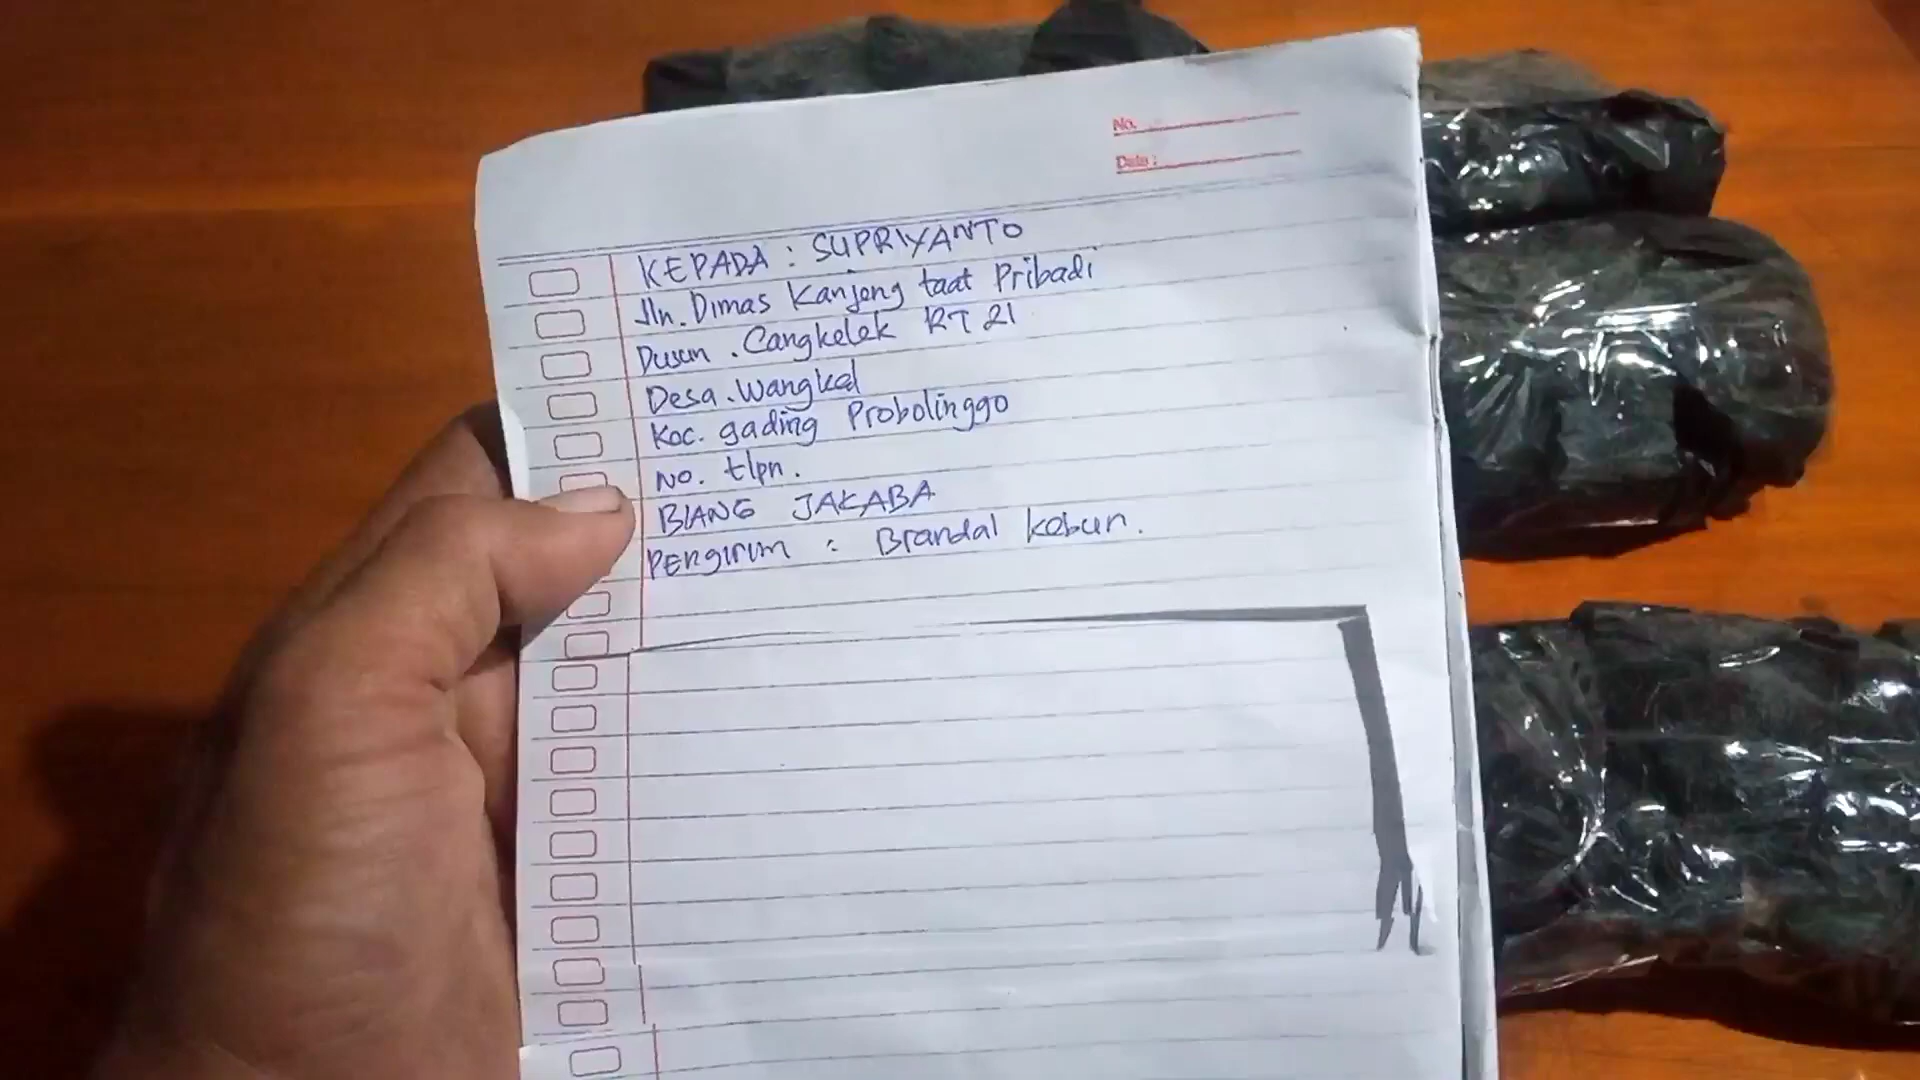 No.
Date :
KEPADA : SUPRIYANTO
Jln. Dimas Kanjeng taat Pribadi
Dusun . Cangkelek RT 21
Desa . Wangkal
Kec. gading Probolinggo
No. tlpn .
BIANG JAKABA
PENGIRIM : Brandal kebun.